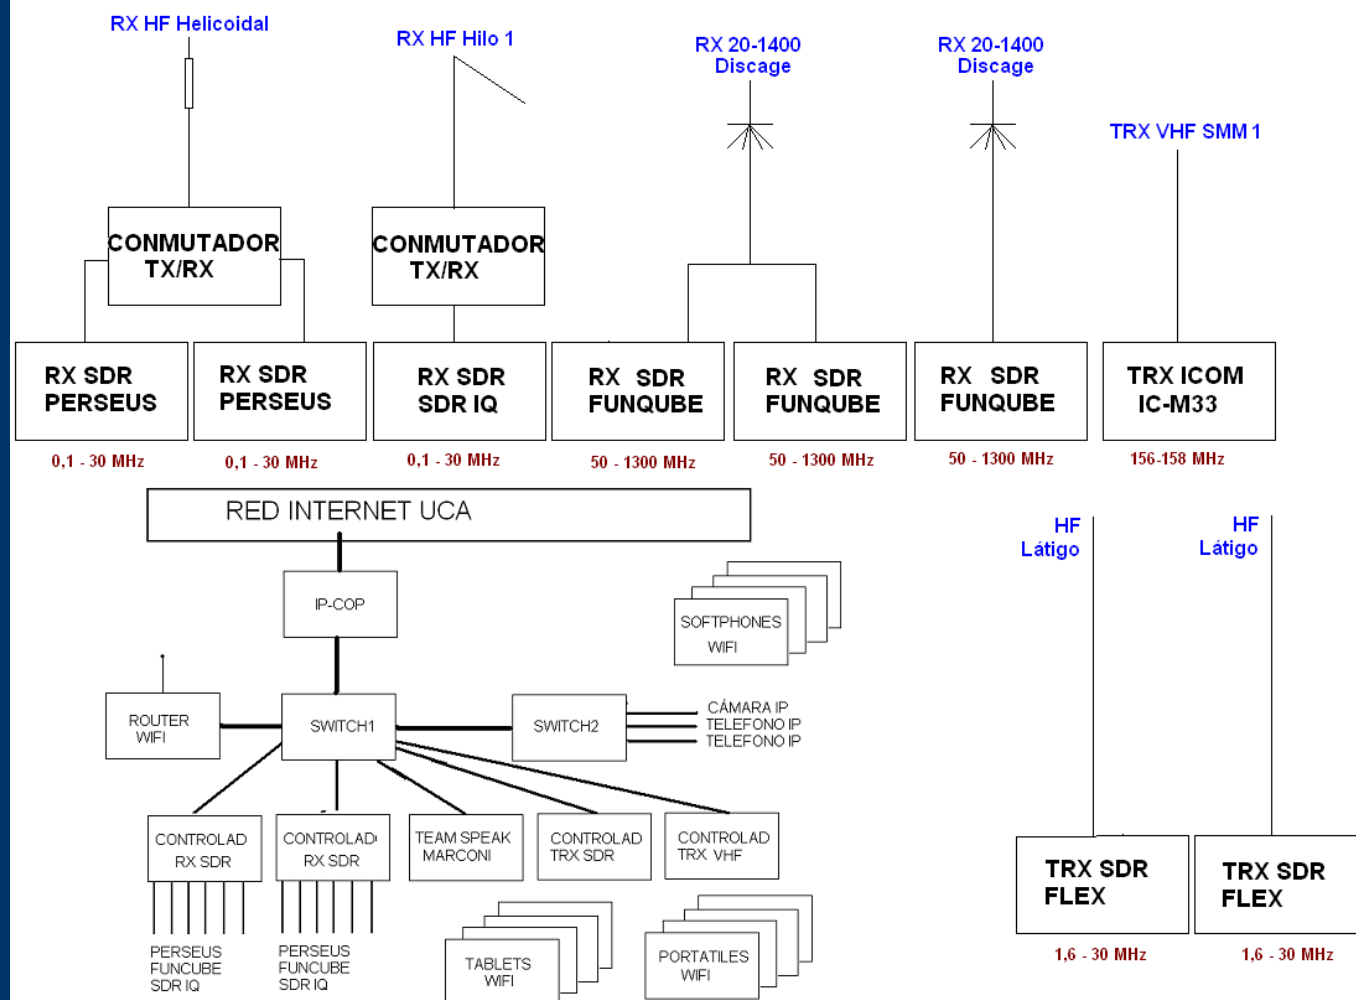 RX HF Helicoidal
RX HF Hilo 1
RX 20-1400
Discage
RX 20-1400
Discage
TRX VHF SMM 1
CONMUTADOR
TX/RX
CONMUTADOR
TX/RX
RX SDR
PERSEUS
RX SDR
PERSEUS
RX SDR
SDR IQ
RX SDR
FUNQUBE
RX SDR
FUNQUBE
RX SDR
FUNQUBE
TRX ICOM
IC-M33
0,1 - 30 MHz
0,1 - 30 MHz
0,1 - 30 MHz
50 - 1300 MHz
50 - 1300 MHz
50 - 1300 MHz
156-158 MHz
RED INTERNET UCA
HF
Látigo
HF
Látigo
IP-COP
SOFTPHONES
WIFI
ROUTER
WIFI
SWITCH1
SWITCH2
CÁMARA IP
TELEFONO IP
TELEFONO IP
CONTROLAD
RX SDR
CONTROLAD
RX SDR
TEAM SPEAK
MARCONI
CONTROLAD
TRX SDR
CONTROLAD
TRX VHF
TRX SDR
FLEX
TRX SDR
FLEX
PERSEUS
FUNCUBE
SDR IQ
PERSEUS
FUNCUBE
SDR IQ
TABLETS
WIFI
PORTATILES
WIFI
1,6 - 30 MHz
1,6 - 30 MHz